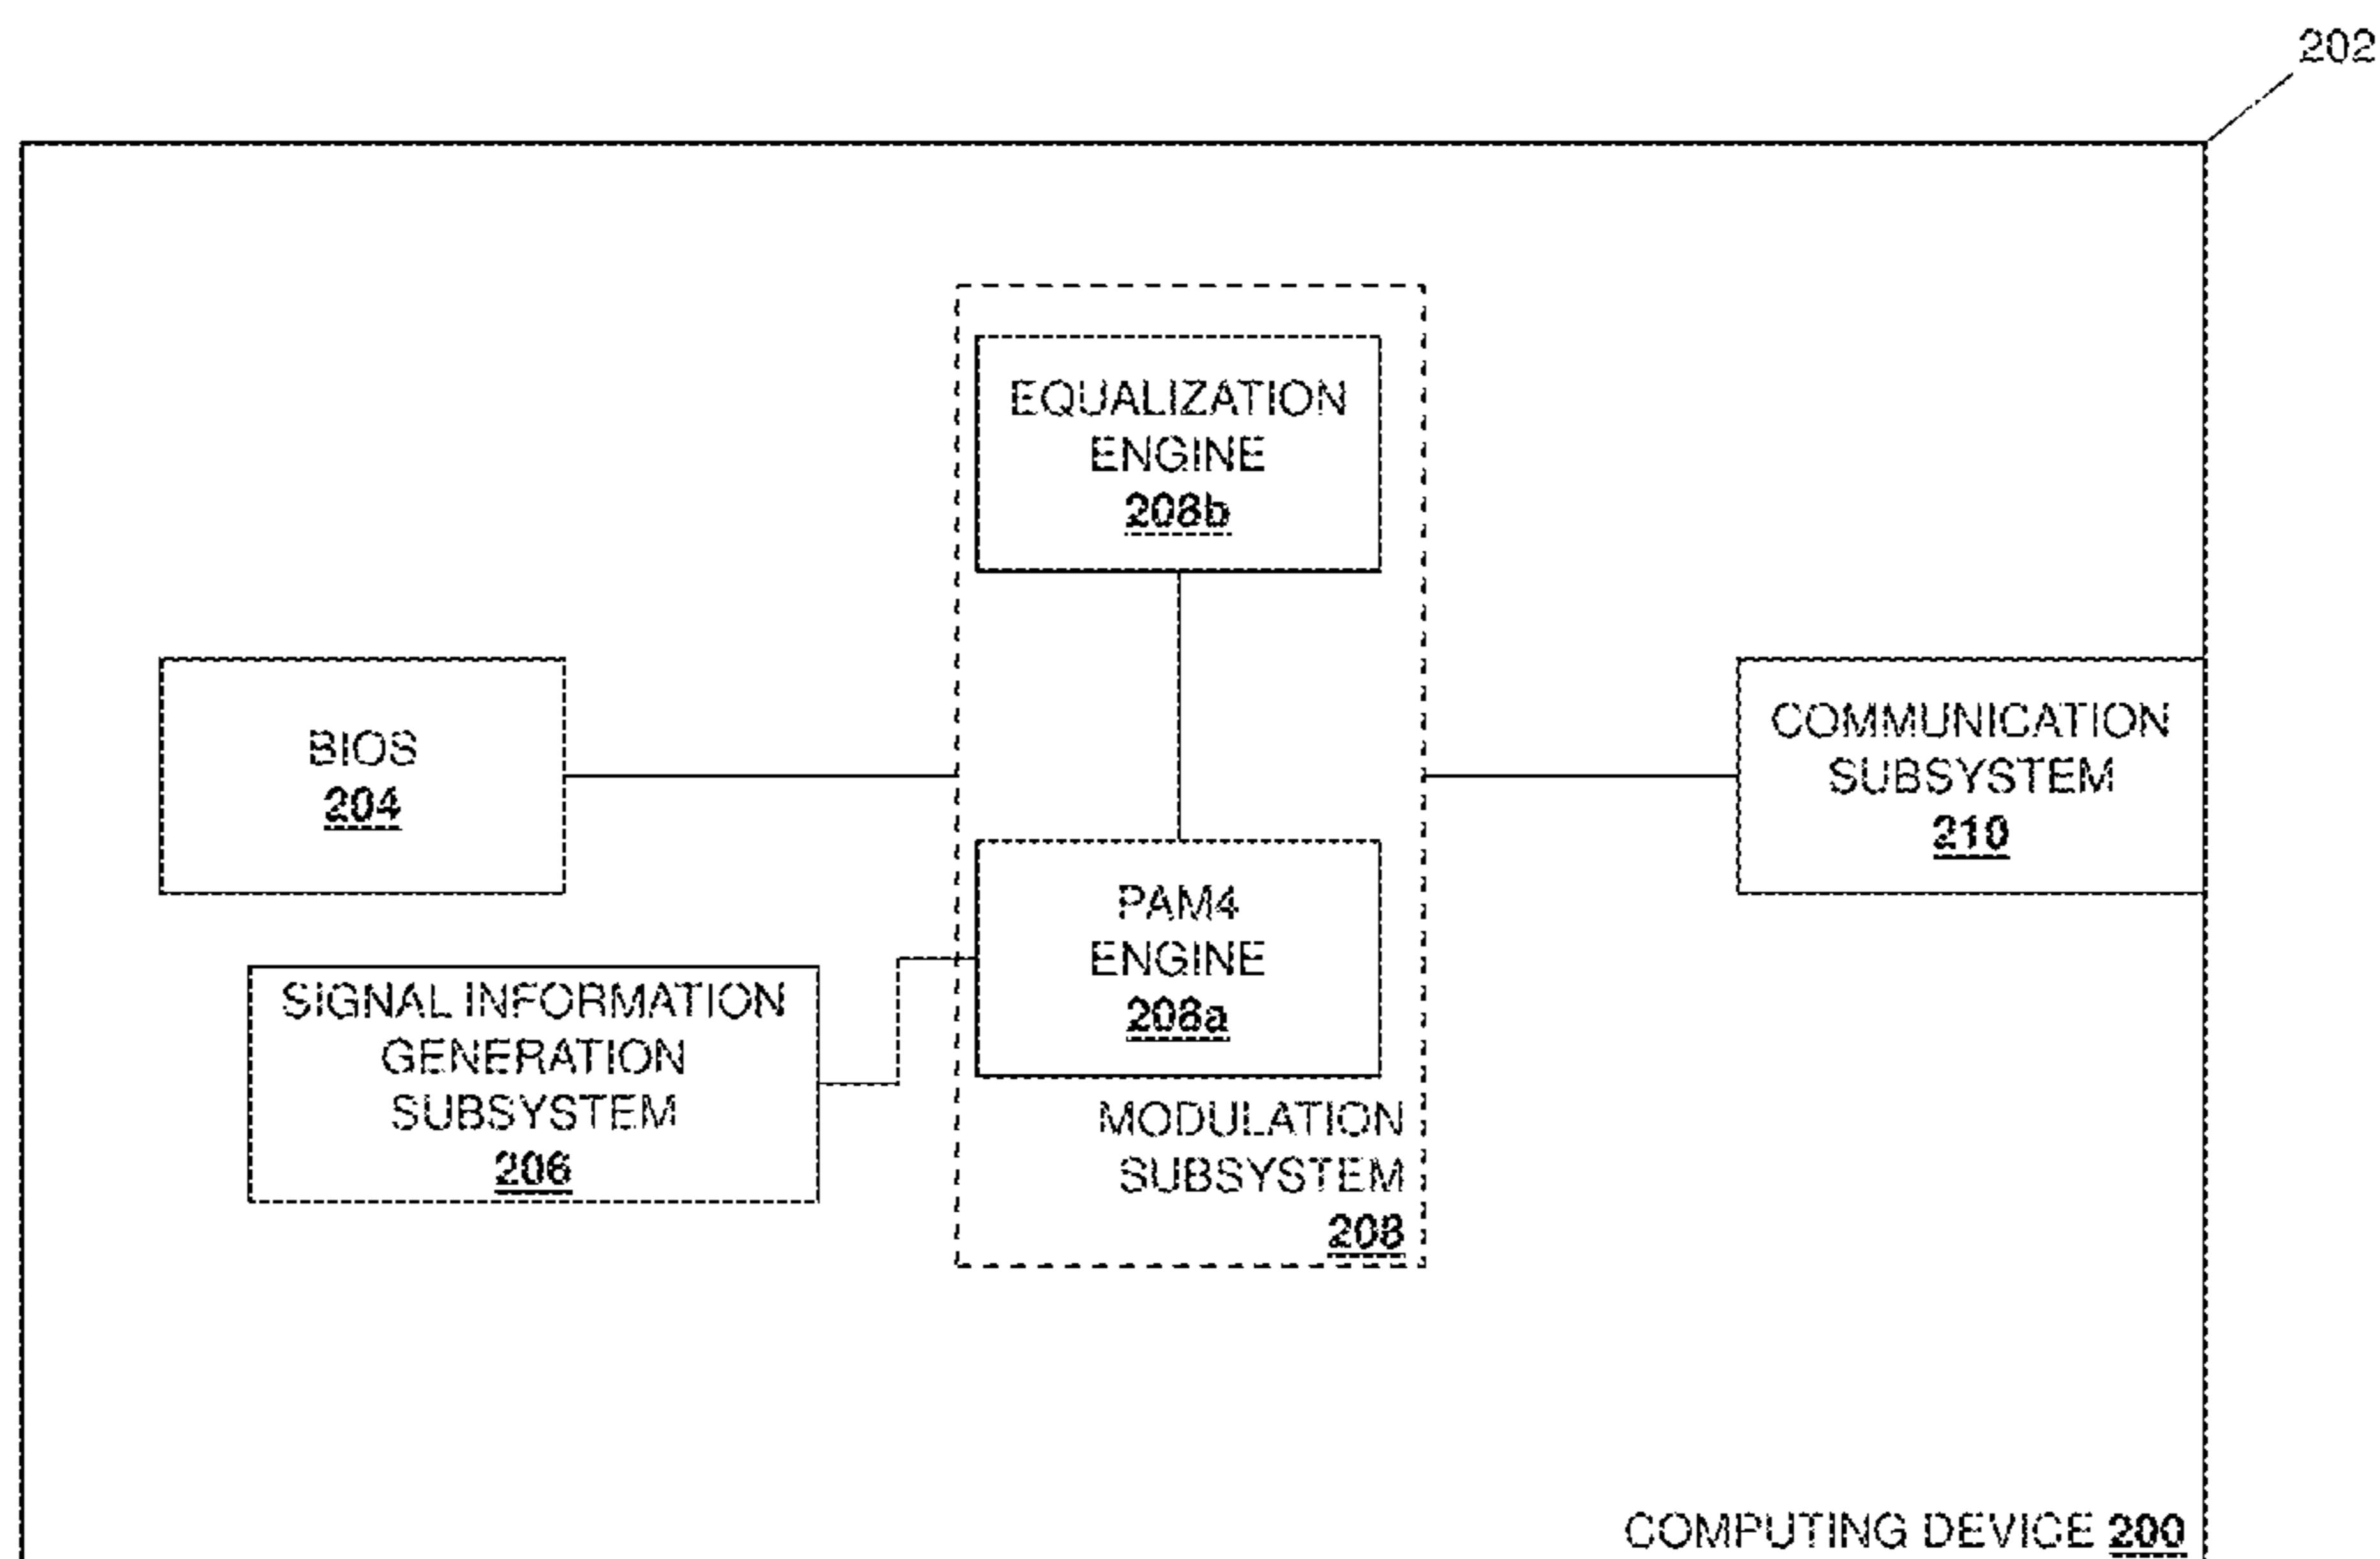 202
EQUALIZATION
ENGINE
208b
BIOS
204
COMMUNICATION
SUBSYSTEM
210
PAM4
ENGINE
208a
SIGNAL INFORMATION
GENERATION
SUBSYSTEM
206
MODULATION
SUBSYSTEM
208
COMPUTING DEVICE 200